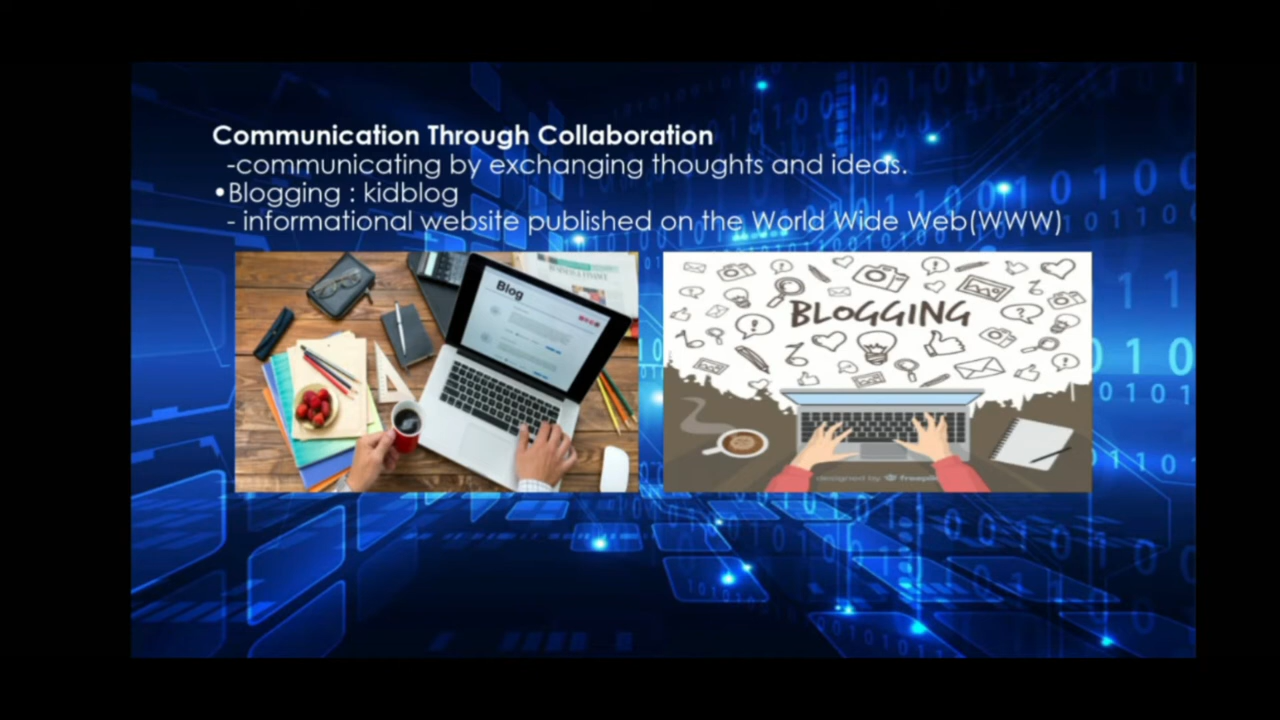 Communication Through Collaboration
-communicating by exchanging thoughts and ideas.
•Blogging : kidblog
- informational website published on the World Wide Web(WWW)
Blog
BLOGGING
designed by freepik